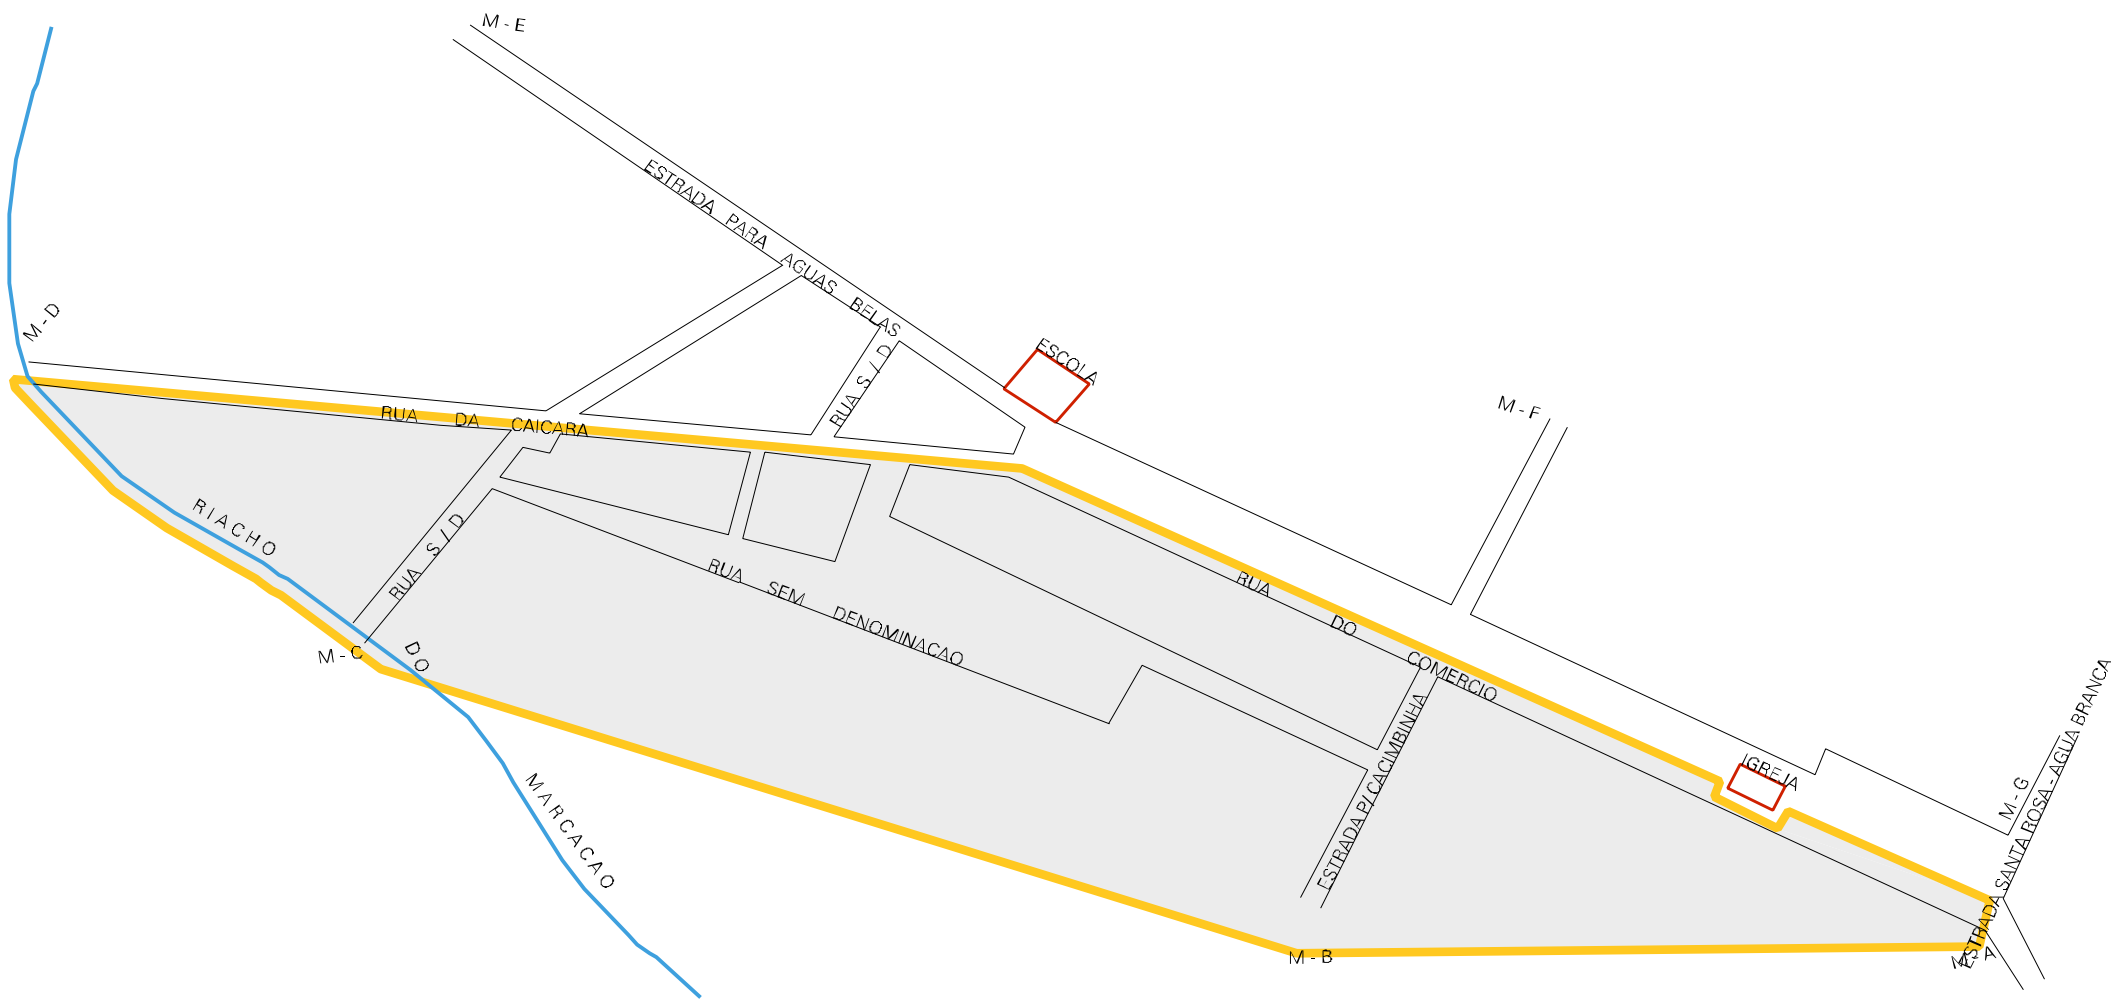 M - E
ESTRADA PARA AGUAS BELAS
M - D
ESCOLA
RUA S / D
M - F
RUA DA CAICARA
RIACHO DO MARCACAO
RUA S / D
RUA SEM DENOMINACAO
RUA DO COMERCIO
M - C
ESTRADA P/ CACIMBINHA
IGREJA
M - G
ESTRADA SANTA ROSA - AGUA BRANCA
M - B
M - A